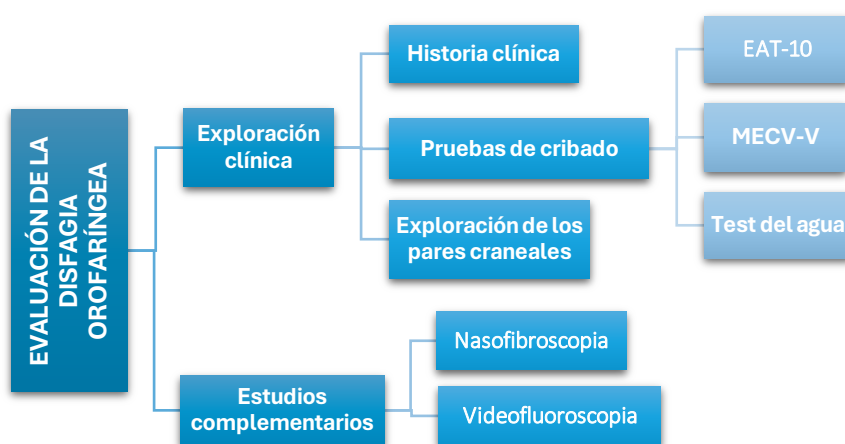 EVALUACIÓN DE LA
DISFAGIA
OROFARÍNGEA
Exploración
clínica
Historia clínica
Pruebas de cribado
EAT-10
MECV-V
Test del agua
Exploración de los
pares craneales
Estudios
complementarios
Nasofibroscopia
Videofluoroscopia